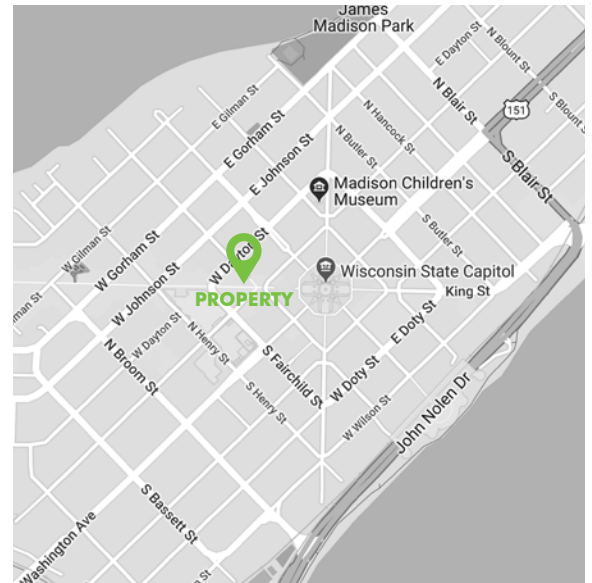 James
Madison Park
E Dayton St
N Blount St
E Gilman St
N Blair St
N Hancock St
151
S Blount St
E Gorham St
E Johnson St
N Butler St
S Blair St
Madison Children's
Museum
S Butler St
W Gilman St
W Gorham St
W Dayton St
Wisconsin State Capitol
King St
PROPERTY
W Johnson St
N Henry St
W Dayton St
E Doty St
N Broom St
S Fairchild St
W Doty St
S Henry St
W Wilson St
John Nolen Dr
S Bassett St
Washington Ave